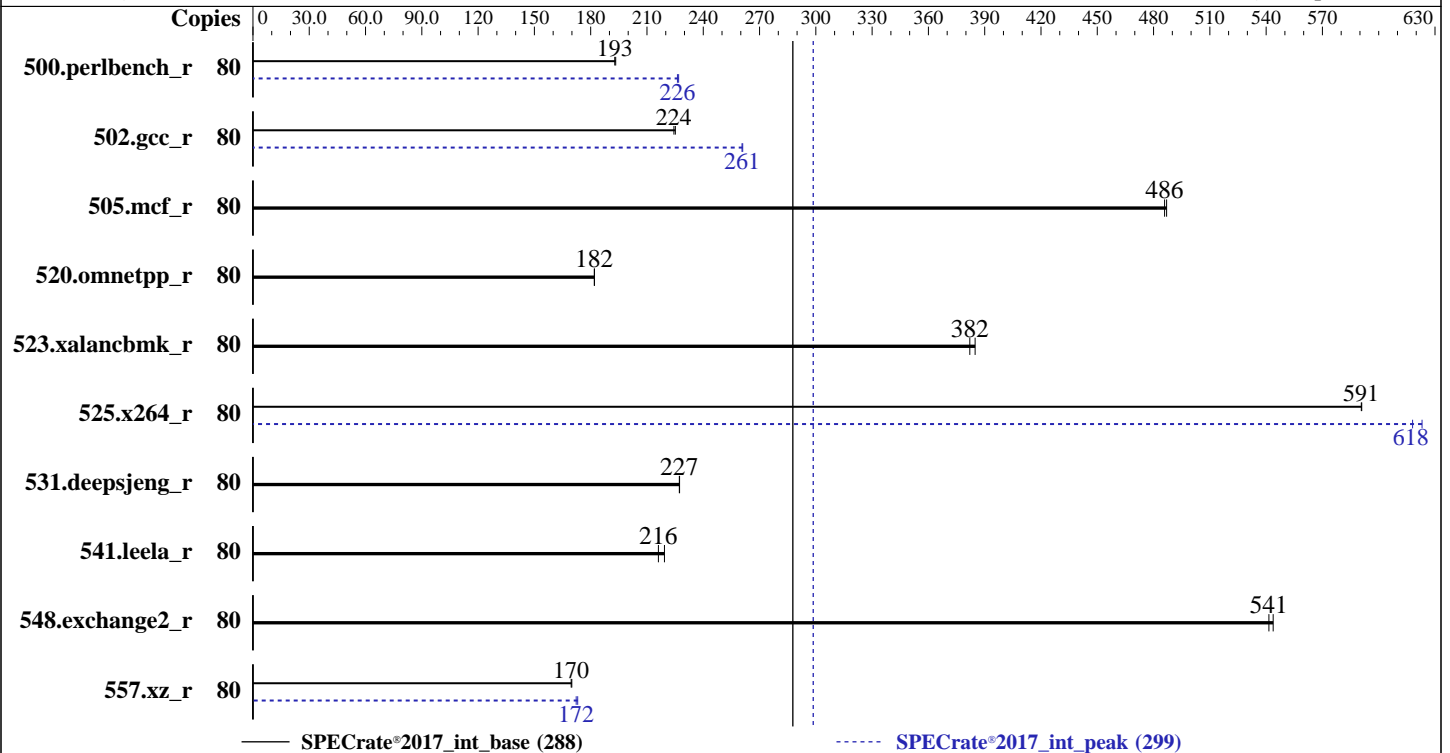 Copies 0 30.0 60.0 90.0 120 150 180 210 240 270 300 330 360 390 420 450 480 510 540 570 630
193
500.perlbench_r 80
226
224
502.gcc_r 80
261
486
505.mcf_r 80
182
520.omnetpp_r 80
382
523.xalancbmk_r 80
591
525.x264_r 80
618
227
531.deepsjeng_r 80
216
541.leela_r 80
541
548.exchange2_r 80
170
557.xz_r 80
172
SPECrate®2017_int_base (288) SPECrate®2017_int_peak (299)